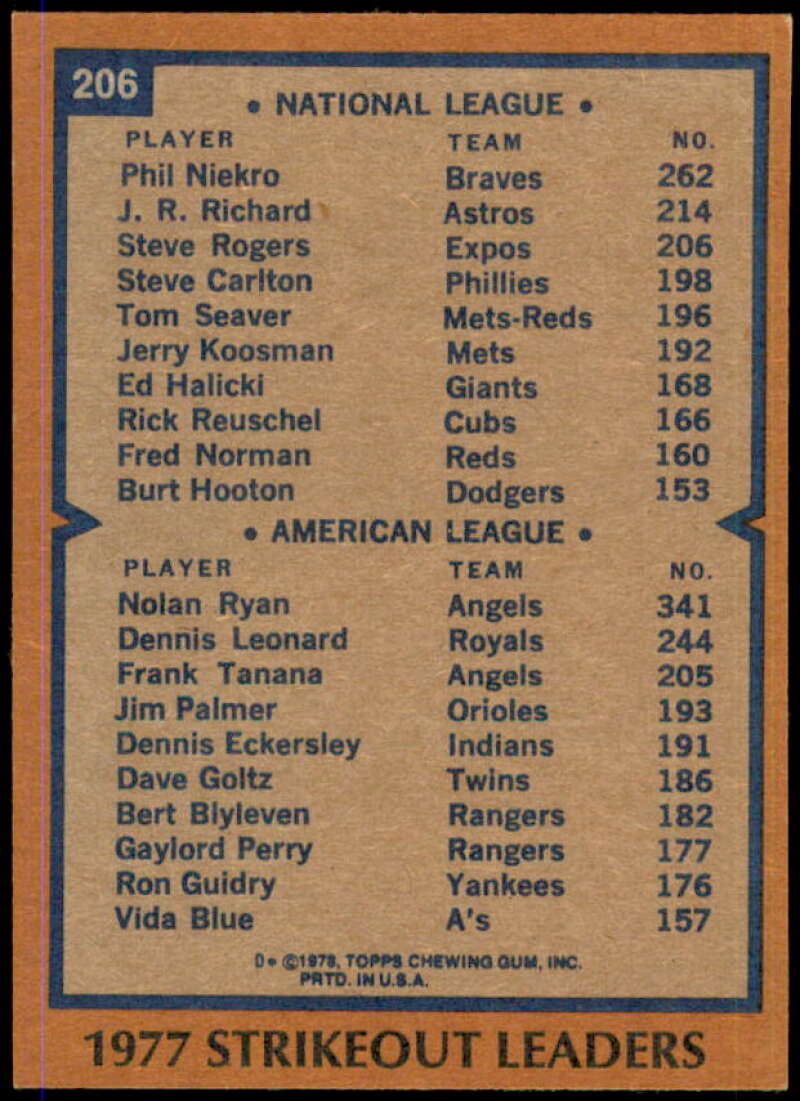 206
• NATIONAL LEAGUE •
PLAYER TEAM NO.
Phil Niekro Braves 262
J. R. Richard Astros 214
Steve Rogers Expos 206
Steve Carlton Phillies 198
Tom Seaver Mets-Reds 196
Jerry Koosman Mets 192
Ed Halicki Giants 168
Rick Reuschel Cubs 166
Fred Norman Reds 160
Burt Hooton Dodgers 153
• AMERICAN LEAGUE •
PLAYER TEAM NO.
Nolan Ryan Angels 341
Dennis Leonard Royals 244
Frank Tanana Angels 205
Jim Palmer Orioles 193
Dennis Eckersley Indians 191
Dave Goltz Twins 186
Bert Blyleven Rangers 182
Gaylord Perry Rangers 177
Ron Guidry Yankees 176
Vida Blue A's 157
D* ©1978, TOPPS CHEWING GUM, INC.
PRTD. IN U.S.A.
1977 STRIKEOUT LEADERS